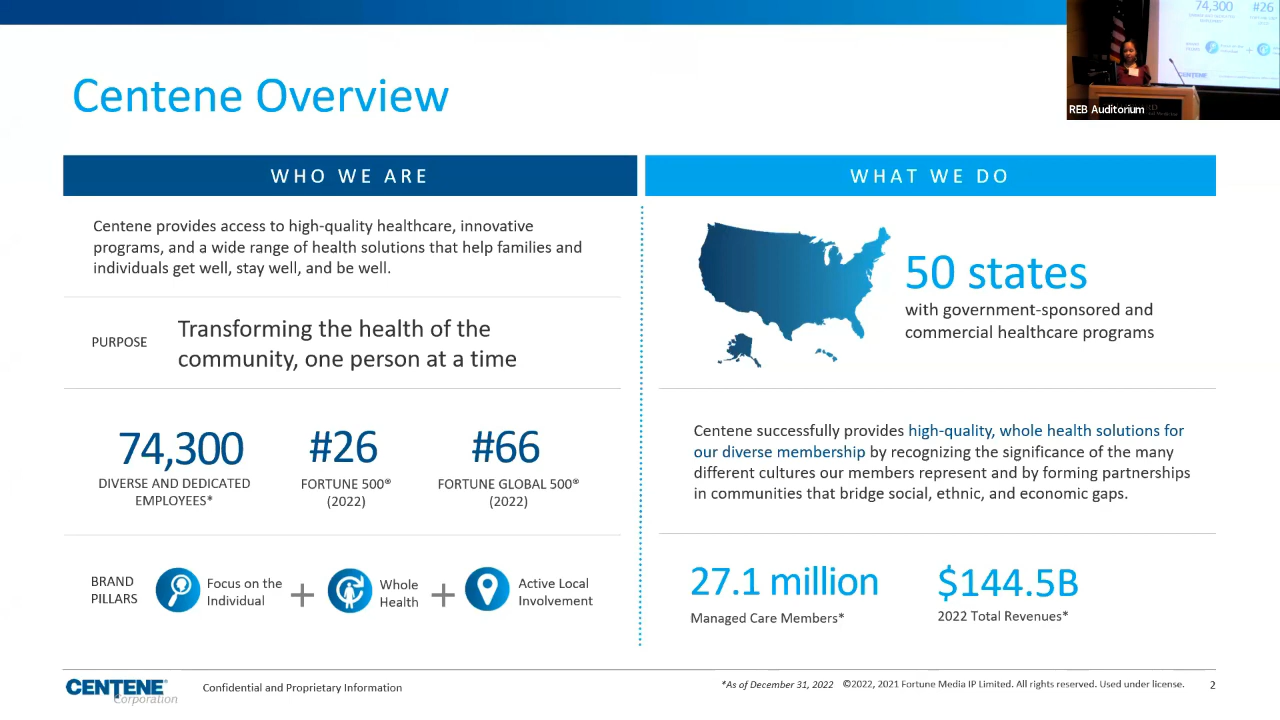 Centene Overview
WHO WE ARE
Centene provides access to high-quality healthcare, innovative
programs, and a wide range of health solutions that help families and
individuals get well, stay well, and be well.
PURPOSE
Transforming the health of the
community, one person at a time
74,300
DIVERSE AND DEDICATED
EMPLOYEES*
#26
FORTUNE 500®
(2022)
#66
FORTUNE GLOBAL 500®
(2022)
BRAND
PILLARS
Focus on the
Individual
+
Whole
Health
+
Active Local
Involvement
WHAT WE DO
50 states
with government-sponsored and
commercial healthcare programs
Centene successfully provides high-quality, whole health solutions for
our diverse membership by recognizing the significance of the many
different cultures our members represent and by forming partnerships
in communities that bridge social, ethnic, and economic gaps.
27.1 million
Managed Care Members*
$144.5B
2022 Total Revenues*
CENTENE®
Corporation
Confidential and Proprietary Information
*As of December 31, 2022 ©2022, 2021 Fortune Media IP Limited. All rights reserved. Used under license.
2
74,300
#26
REB Auditorium